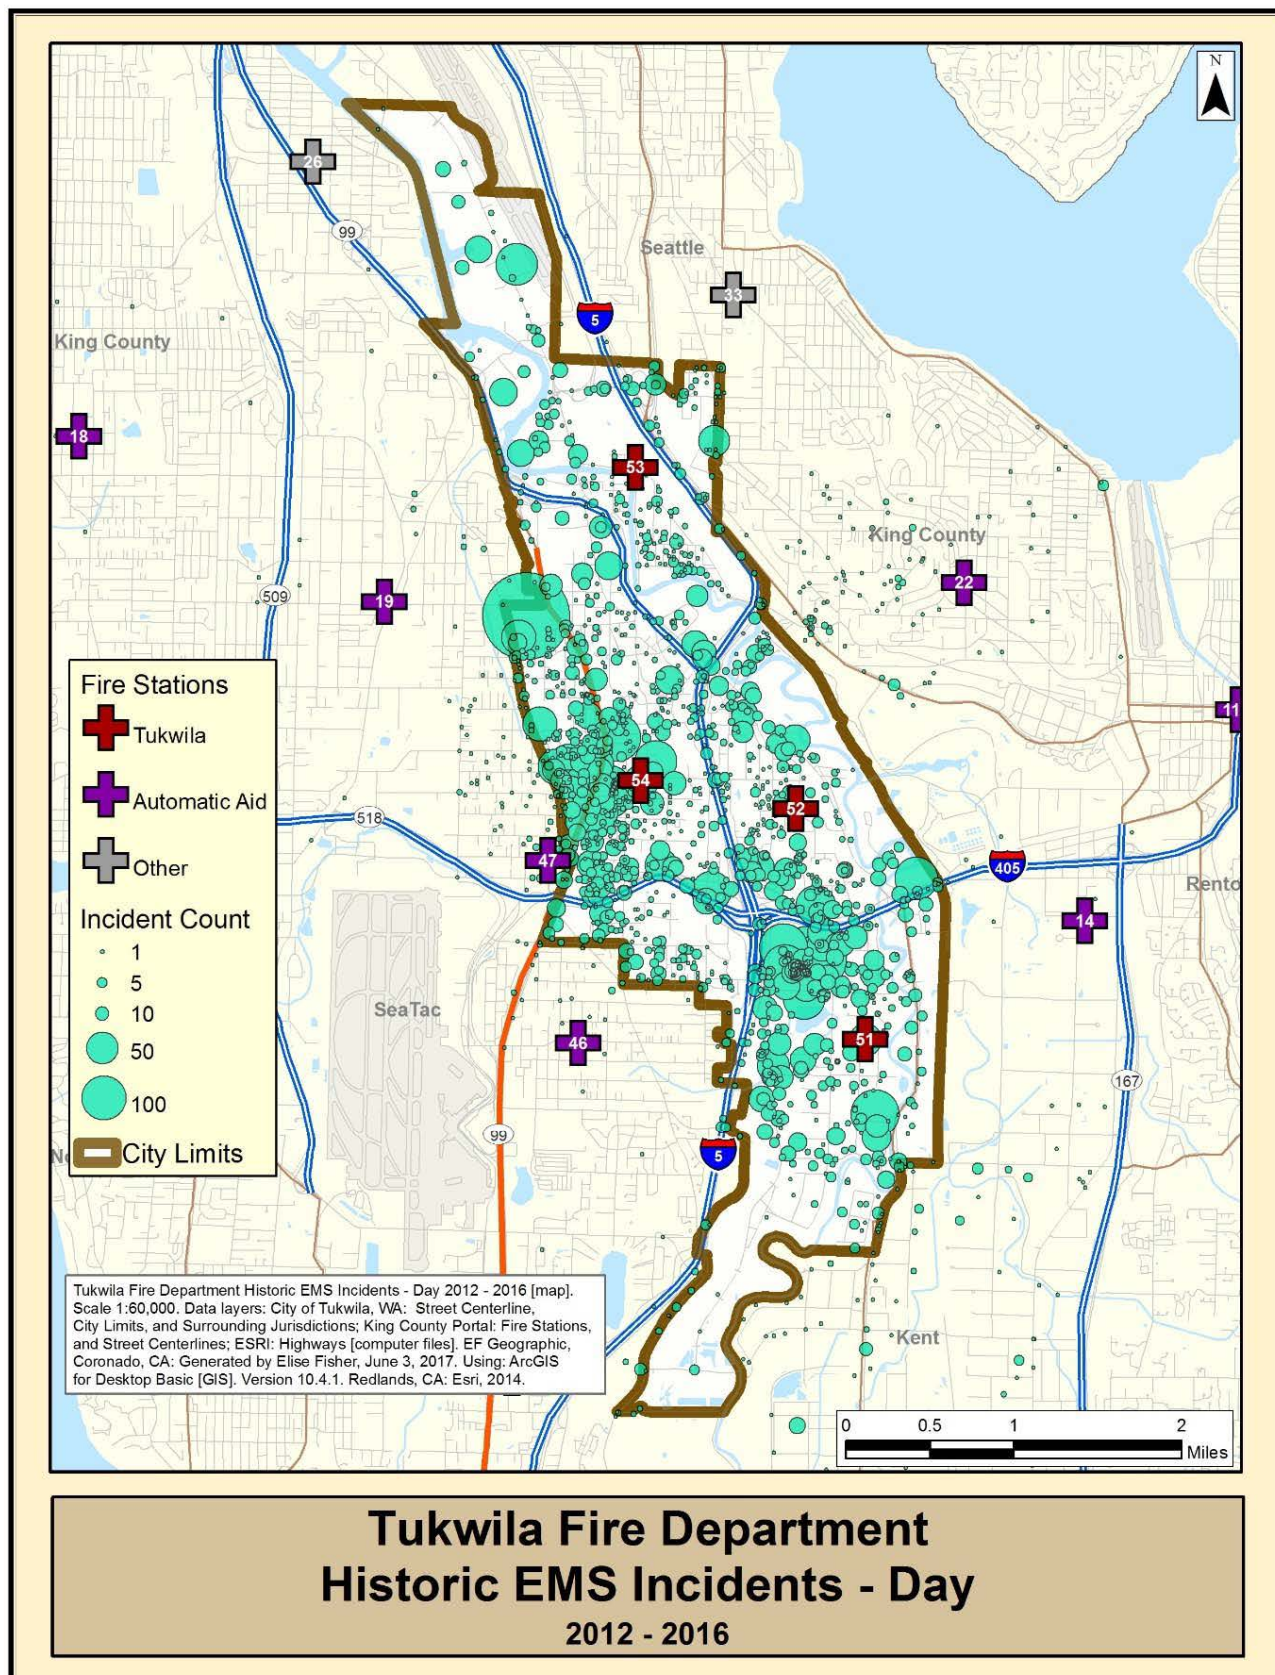 N
26
99
Seattle
33
5
King County
18
53
King County
22
19
509
Fire Stations
Tukwila
11
Automatic Aid
54
52
518
Other
47
405
Incident Count
14
1
5
10
SeaTac
51
46
50
167
100
99
City Limits
5
Tukwila Fire Department Historic EMS Incidents - Day 2012 - 2016 [map].
Scale 1:60,000. Data layers: City of Tukwila, WA: Street Centerline,
City Limits, and Surrounding Jurisdictions; King County Portal: Fire Stations,
and Street Centerlines; ESRI: Highways [computer files]. EF Geographic,
Coronado, CA: Generated by Elise Fisher, June 3, 2017. Using: ArcGIS
for Desktop Basic [GIS]. Version 10.4.1. Redlands, CA: Esri, 2014.
Kent
0 0.5 1 2
Miles
Tukwila Fire Department
Historic EMS Incidents - Day
2012 - 2016